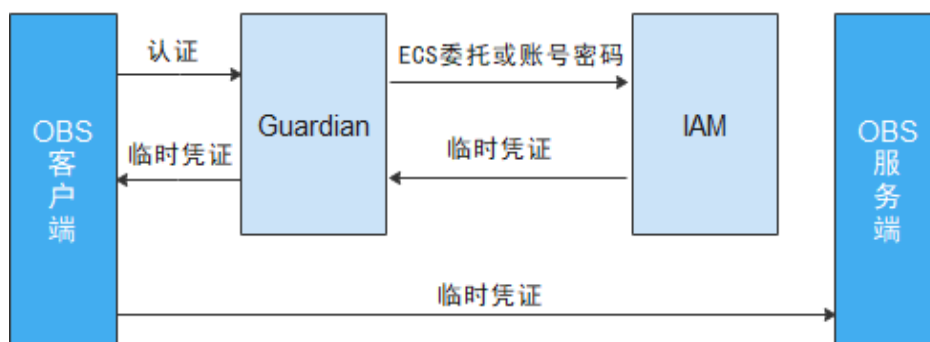 认证
ECS委托或账号密码
OBS
客
户
端
Guardian
IAM
OBS
服
务
端
临时凭证
临时凭证
临时凭证